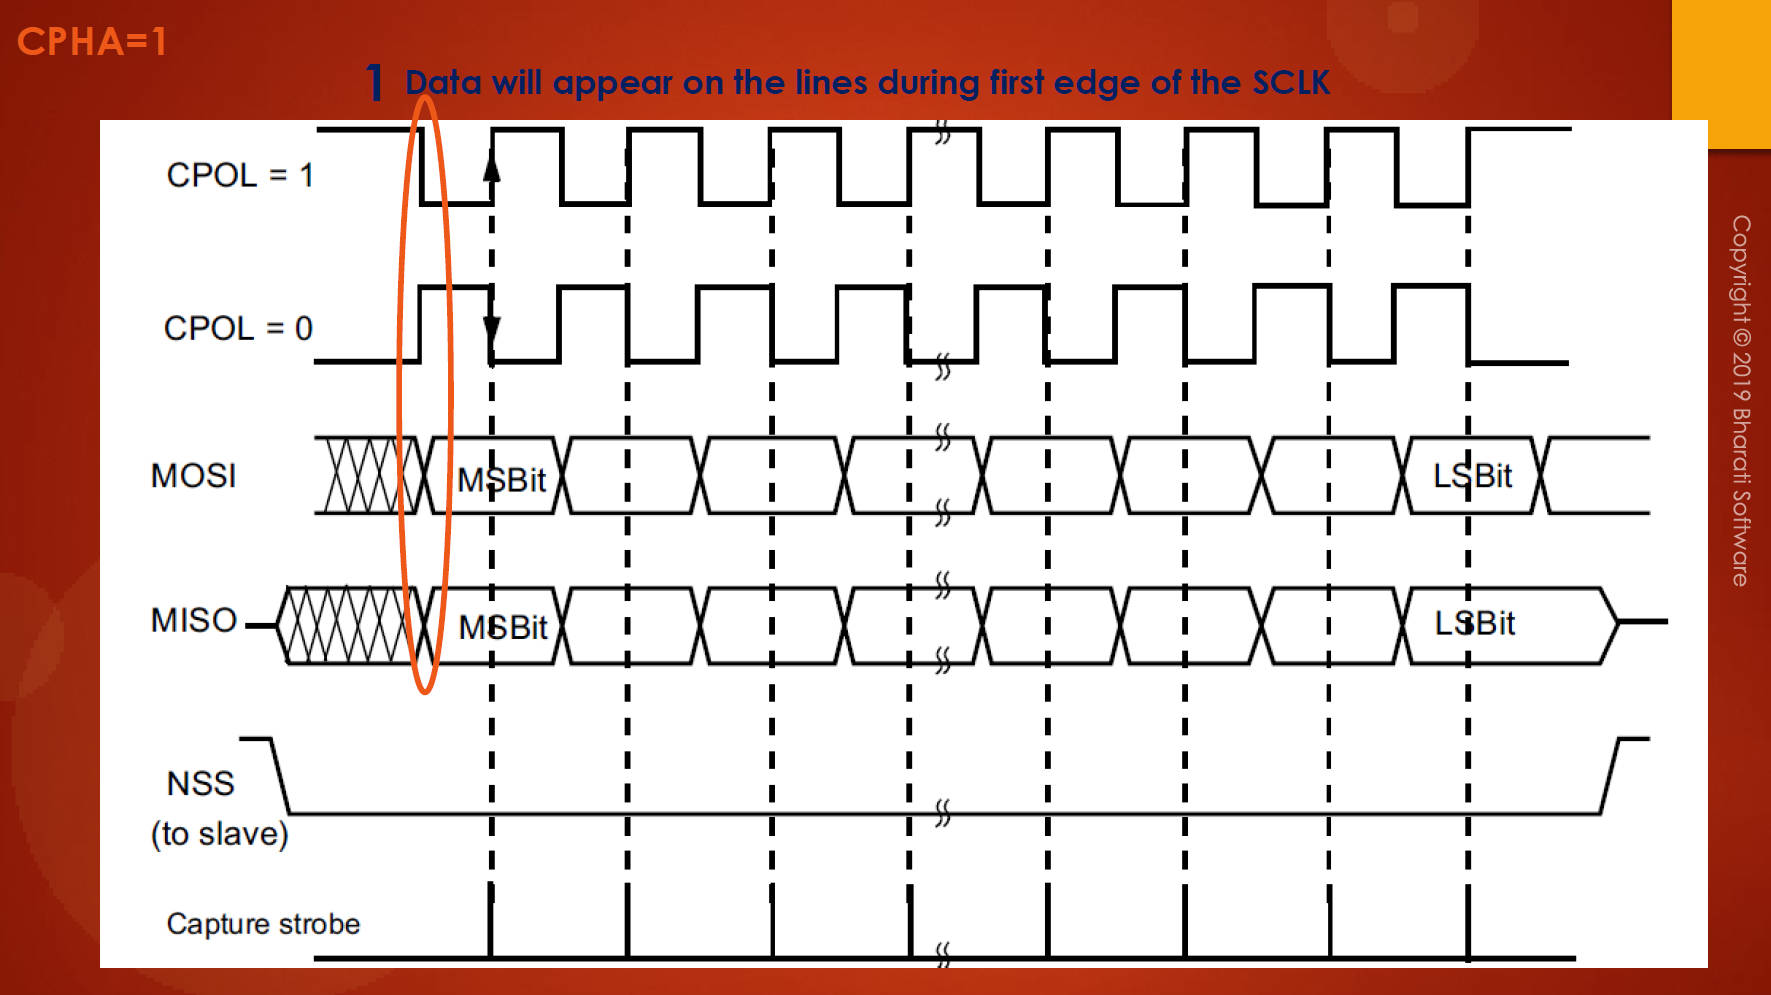 CPHA=1
1 Data will appear on the lines during first edge of the SCLK
CPOL = 1
CPOL = 0
MOSI
MSBit
LSBit
MISO
MSBit
LSBit
NSS
(to slave)
Capture strobe
Copyright © 2019 Bharati Software